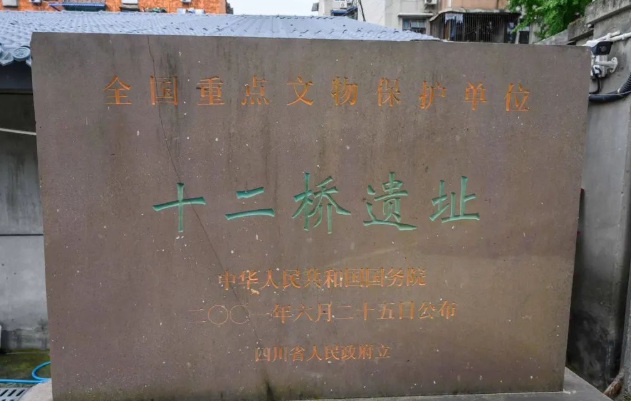 全国重点文物保护单位
十二桥遗址
中华人民共和国国务院
二〇〇一年六月二十五日公布
四川省人民政府立